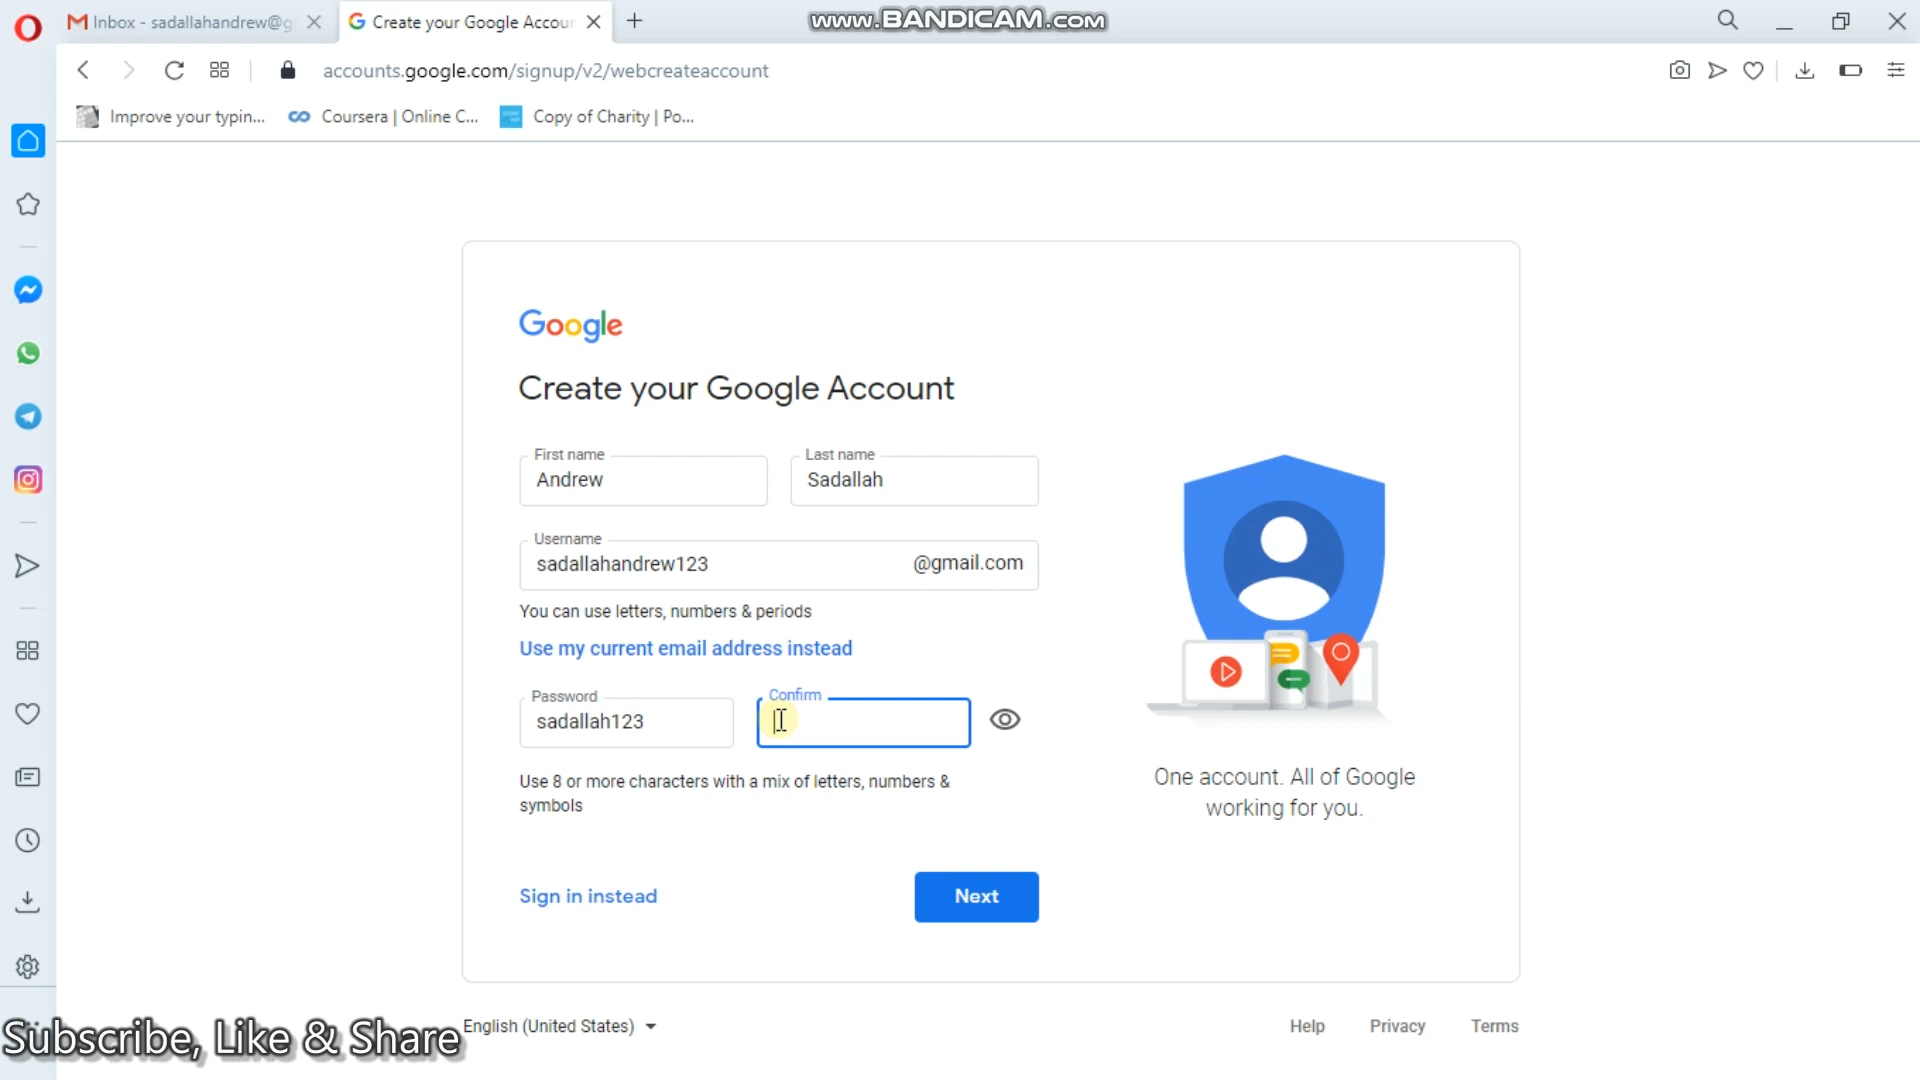 Inbox - sadallahandrew@g
Create your Google Accour
www.BANDICAM.com
accounts.google.com/signup/v2/webcreateaccount
Improve your typin...
Coursera | Online C...
Copy of Charity | Po...
Google
Create your Google Account
First name
Andrew
Last name
Sadallah
Username
sadallahandrew123
@gmail.com
You can use letters, numbers & periods
Use my current email address instead
Password
sadallah123
Confirm
Use 8 or more characters with a mix of letters, numbers &
symbols
Sign in instead
Next
One account. All of Google
working for you.
English (United States)
Help
Privacy
Terms
Subscribe, Like & Share